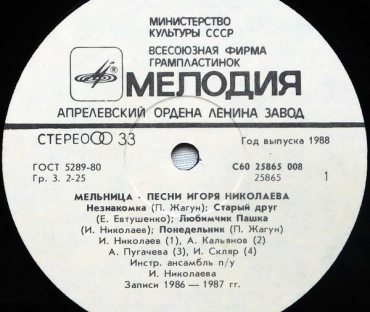 МИНИСТЕРСТВО
КУЛЬТУРЫ СССР
ВСЕСОЮЗНАЯ ФИРМА
ГРАМПЛАСТИНОК
МЕЛОДИЯ
АПРЕЛЕВСКИЙ ОРДЕНА ЛЕНИНА ЗАВОД
СТЕРЕО 33
Год выпуска 1988
ГОСТ 5289-80
С60 25865 008
Гр. 3. 2-25
25865
1
МЕЛЬНИЦА · ПЕСНИ ИГОРЯ НИКОЛАЕВА
Незнакомка (П. Жагун); Старый друг
(Е. Евтушенко); Любимчик Пашка
(И. Николаев); Понедельник (П. Жагун)
И. Николаев (1), А. Кальянов (2)
А. Пугачева (3), И. Скляр (4)
Инстр. ансамбль п/у
И. Николаева
Записи 1986 — 1987 гг.